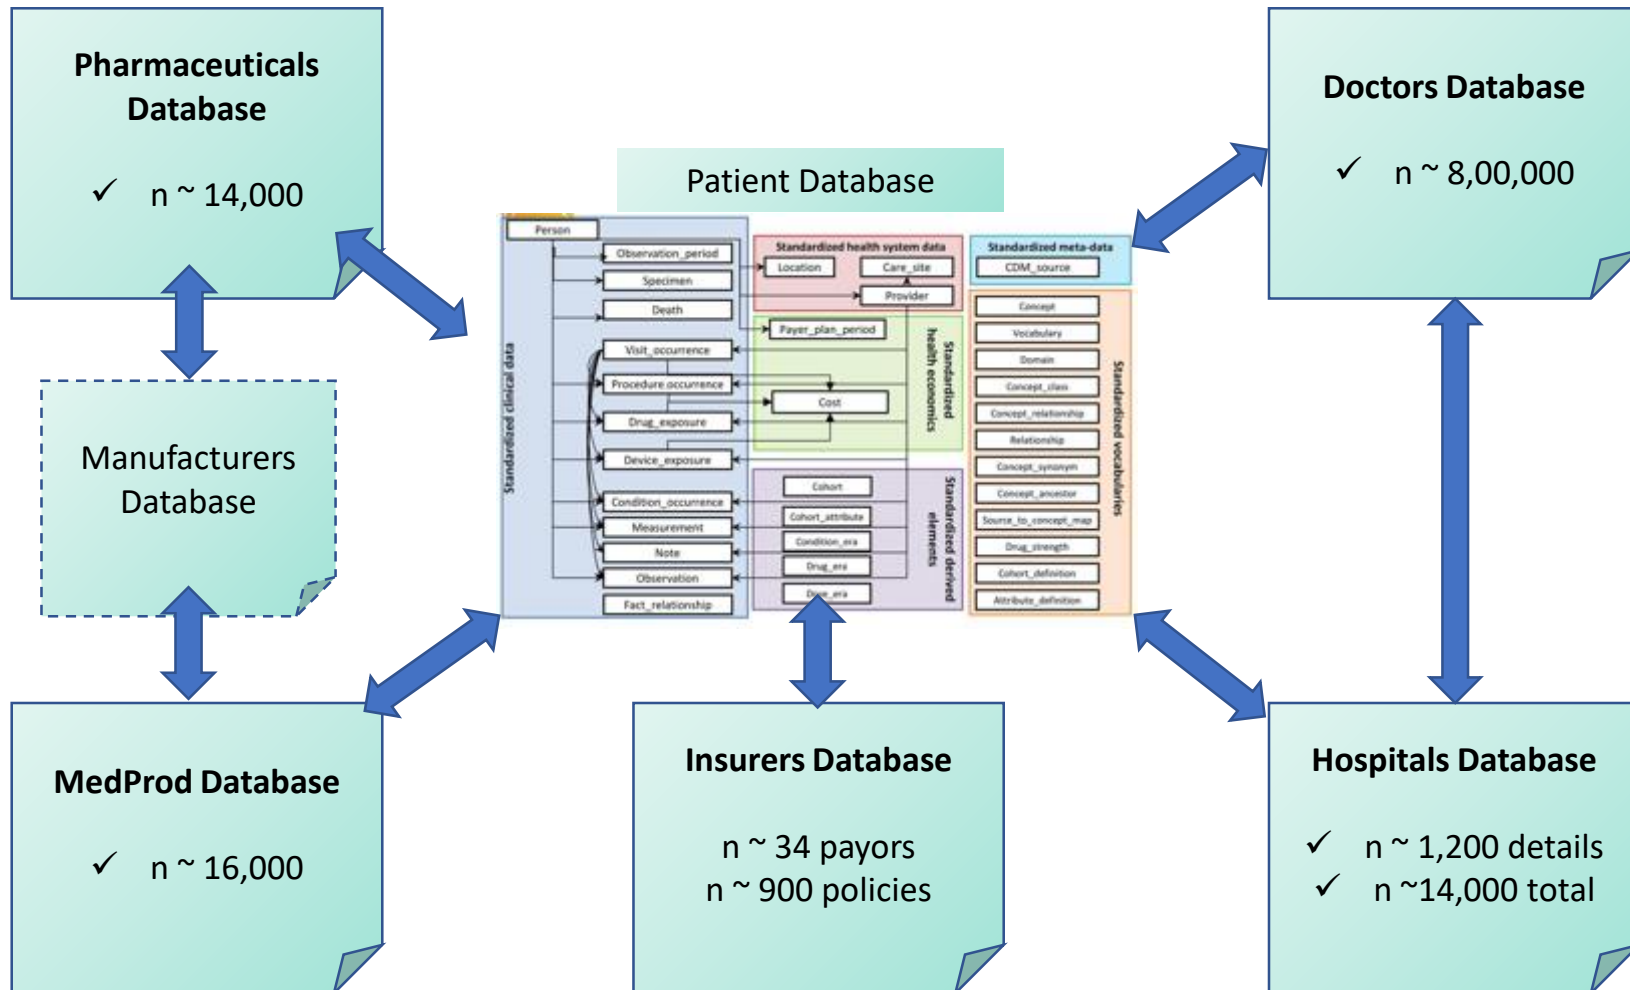 Pharmaceuticals
Database
✓ n ~ 14,000
Doctors Database
✓ n ~ 8,00,000
Patient Database
Person
Observation_period
Specimen
Death
Visit_occurrence
Procedure_occurrence
Drug_exposure
Device_exposure
Condition_occurrence
Measurement
Note
Observation
Fact_relationship
Standardized clinical data
Standardized health system data
Location
Care_site
Provider
Payer_plan_period
Cost
Standardized
health economics
Cohort
Cohort_attribute
Condition_era
Drug_era
Dose_era
Standardized derived
elements
Standardized meta-data
CDM_source
Concept
Vocabulary
Domain
Concept_class
Concept_relationship
Relationship
Concept_synonym
Concept_ancestor
Source_to_concept_map
Drug_strength
Cohort_definition
Attribute_definition
Standardized vocabularies
Manufacturers
Database
MedProd Database
✓ n ~ 16,000
Insurers Database
n ~ 34 payors
n ~ 900 policies
Hospitals Database
✓ n ~ 1,200 details
✓ n ~14,000 total